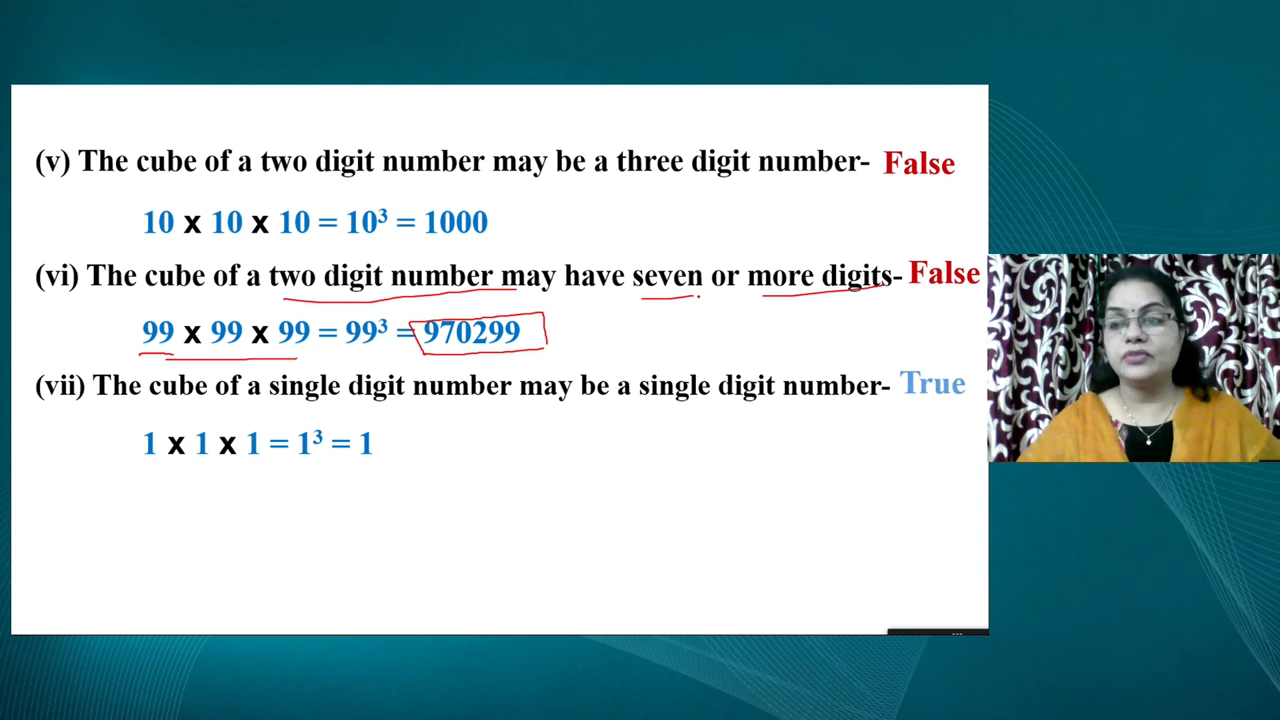 (v) The cube of a two digit number may be a three digit number- False
10 x 10 x 10 = 10³ = 1000
(vi) The cube of a two digit number may have seven or more digits- False
99 x 99 x 99 = 99³ = 970299
(vii) The cube of a single digit number may be a single digit number- True
1 x 1 x 1 = 1³ = 1